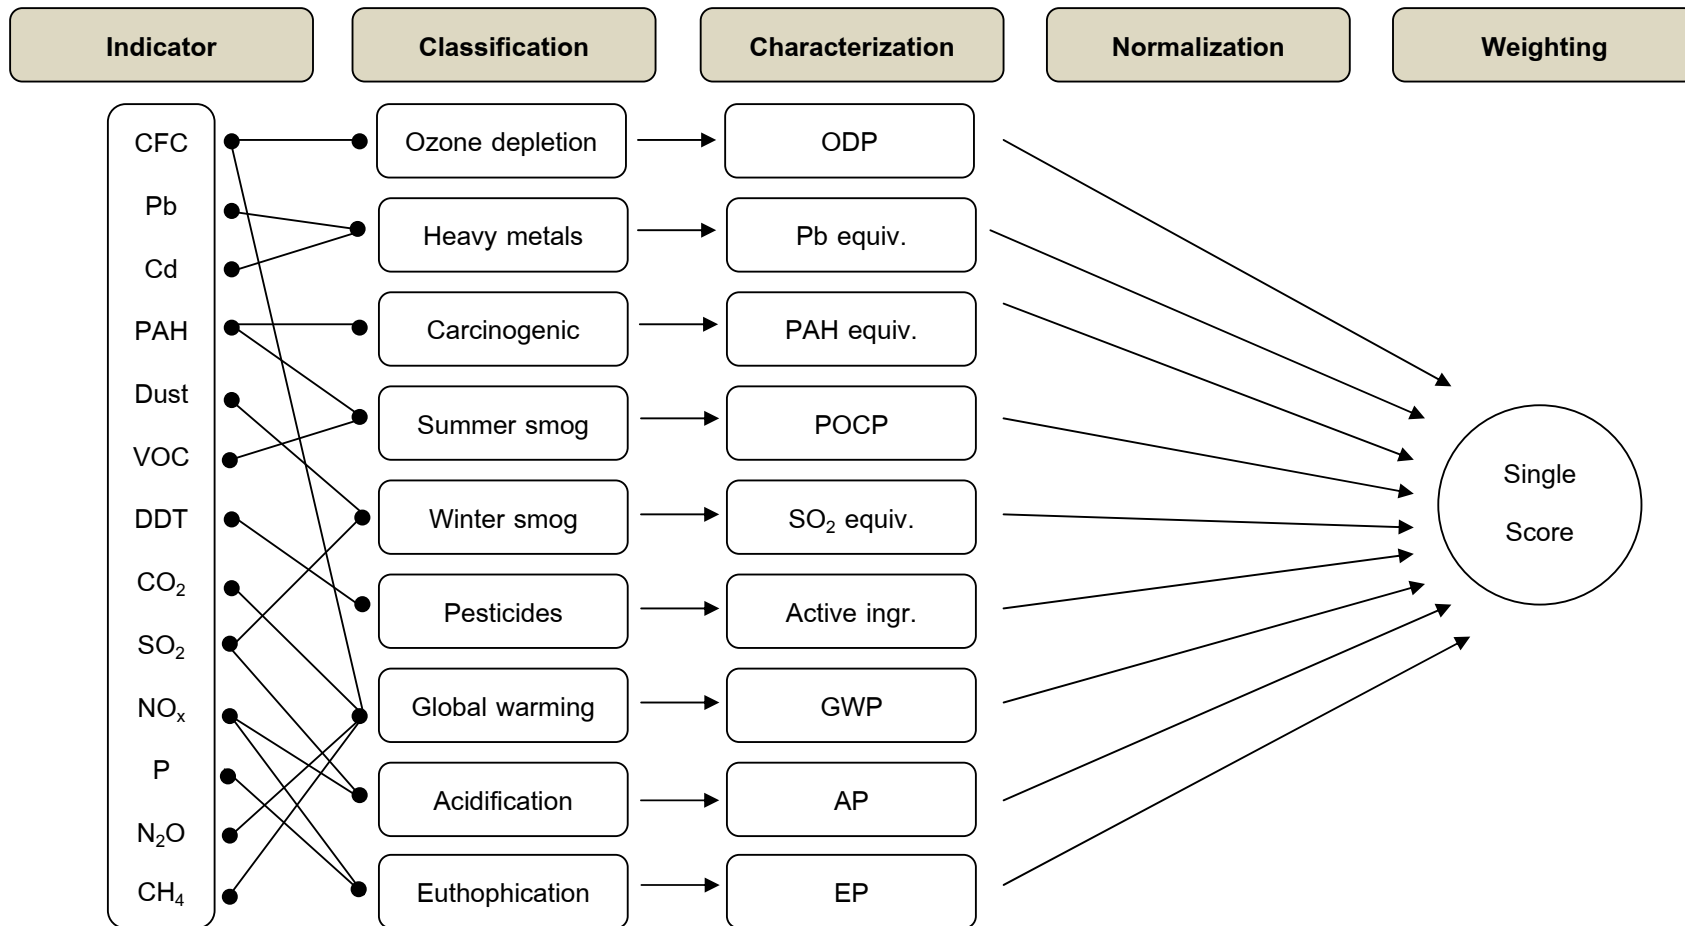 Indicator
Classification
Characterization
Normalization
Weighting
CFC
Pb
Cd
PAH
Dust
VOC
DDT
CO₂
SO₂
NOₓ
P
N₂O
CH₄
Ozone depletion
Heavy metals
Carcinogenic
Summer smog
Winter smog
Pesticides
Global warming
Acidification
Euthophication
ODP
Pb equiv.
PAH equiv.
POCP
SO₂ equiv.
Active ingr.
GWP
AP
EP
Single
Score